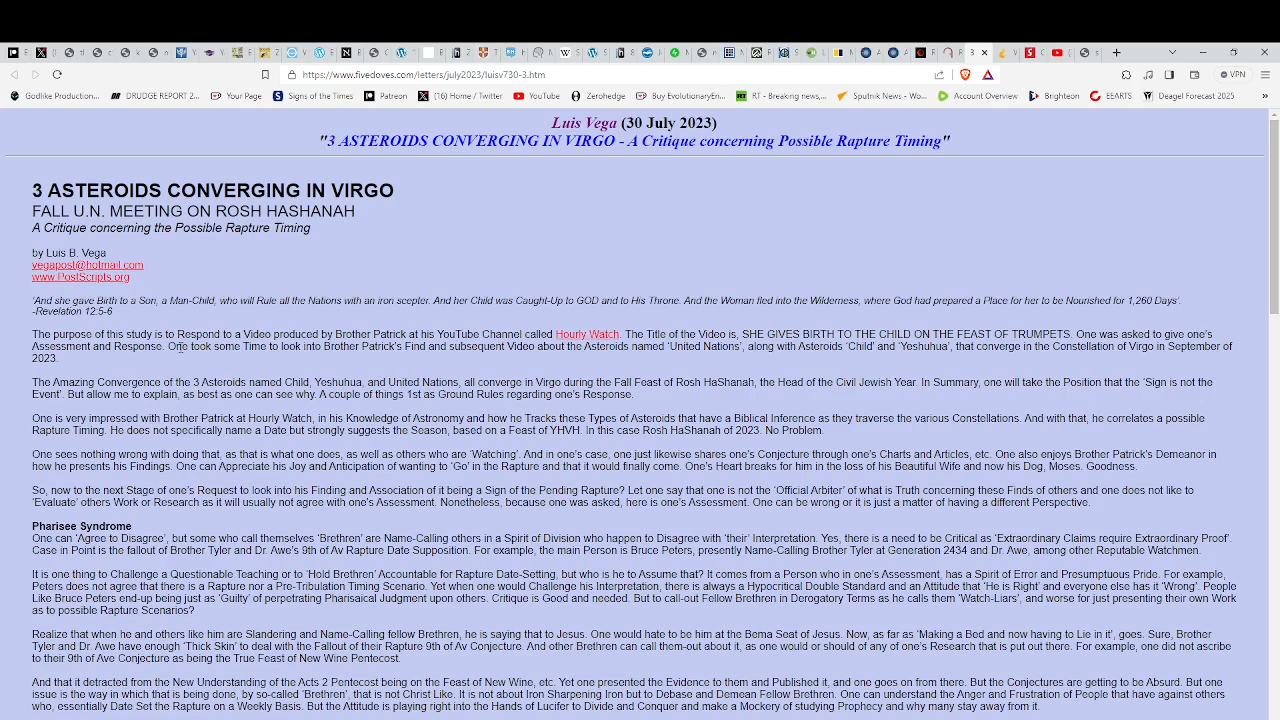 https://www.fivedoves.com/letters/july2023/luisv730-3.htm
VPN
Godlike Production...
DRUDGE REPORT 2...
Your Page
Signs of the Times
Patreon
(16) Home / Twitter
YouTube
Zerohedge
Buy EvolutionaryEn...
RT - Breaking news,...
Sputnik News - Wo...
Account Overview
Brighteon
EEARTS
Deagel Forecast 2025
Luis Vega (30 July 2023)
"3 ASTEROIDS CONVERGING IN VIRGO - A Critique concerning Possible Rapture Timing"
3 ASTEROIDS CONVERGING IN VIRGO
FALL U.N. MEETING ON ROSH HASHANAH
A Critique concerning the Possible Rapture Timing
by Luis B. Vega
vegapost@hotmail.com
www.PostScripts.org
'And she gave Birth to a Son, a Man-Child, who will Rule all the Nations with an iron scepter. And her Child was Caught-Up to GOD and to His Throne. And the Woman fled into the Wilderness, where God had prepared a Place for her to be Nourished for 1,260 Days'.
-Revelation 12.5-6
The purpose of this study is to Respond to a Video produced by Brother Patrick at his YouTube Channel called Hourly Watch. The Title of the Video is, SHE GIVES BIRTH TO THE CHILD ON THE FEAST OF TRUMPETS. One was asked to give one's
Assessment and Response. One took some Time to look into Brother Patrick's Find and subsequent Video about the Asteroids named 'United Nations', along with Asteroids 'Child' and 'Yeshuhua', that converge in the Constellation of Virgo in September of
2023.
The Amazing Convergence of the 3 Asteroids named Child, Yeshuhua, and United Nations, all converge in Virgo during the Fall Feast of Rosh HaShanah, the Head of the Civil Jewish Year. In Summary, one will take the Position that the 'Sign is not the
Event'. But allow me to explain, as best as one can see why. A couple of things 1st as Ground Rules regarding one's Response.
One is very impressed with Brother Patrick at Hourly Watch, in his Knowledge of Astronomy and how he Tracks these Types of Asteroids that have a Biblical Inference as they traverse the various Constellations. And with that, he correlates a possible
Rapture Timing. He does not specifically name a Date but strongly suggests the Season, based on a Feast of YHVH. In this case Rosh HaShanah of 2023. No Problem.
One sees nothing wrong with doing that, as that is what one does, as well as others who are 'Watching'. And in one's case, one just likewise shares one's Conjecture through one's Charts and Articles, etc. One also enjoys Brother Patrick's Demeanor in
how he presents his Findings. One can Appreciate his Joy and Anticipation of wanting to 'Go' in the Rapture and that it would finally come. One's Heart breaks for him in the loss of his Beautiful Wife and now his Dog, Moses. Goodness.
So, now to the next Stage of one's Request to look into his Finding and Association of it being a Sign of the Pending Rapture? Let one say that one is not the 'Official Arbiter' of what is Truth concerning these Finds of others and one does not like to
'Evaluate' others Work or Research as it will usually not agree with one's Assessment. Nonetheless, because one was asked, here is one's Assessment. One can be wrong or it is just a matter of having a different Perspective.
Pharisee Syndrome
One can 'Agree to Disagree', but some who call themselves 'Brethren' are Name-Calling others in a Spirit of Division who happen to Disagree with 'their' Interpretation. Yes, there is a need to be Critical as 'Extraordinary Claims require Extraordinary Proof'.
Case in Point is the fallout of Brother Tyler and Dr. Awe's 9th of Av Rapture Date Supposition. For example, the main Person is Bruce Peters, presently Name-Calling Brother Tyler at Generation 2434 and Dr. Awe, among other Reputable Watchmen.
It is one thing to Challenge a Questionable Teaching or to 'Hold Brethren' Accountable for Rapture Date-Setting, but who is he to Assume that? It comes from a Person who in one's Assessment, has a Spirit of Error and Presumptuous Pride. For example,
Peters does not agree that there is a Rapture nor a Pre-Tribulation Timing Scenario. Yet when one would Challenge his Interpretation, there is always a Hypocritical Double Standard and an Attitude that 'He is Right' and everyone else has it 'Wrong'. People
Like Bruce Peters end-up being just as 'Guilty' of perpetrating Pharisaical Judgment upon others. Critique is Good and needed. But to call-out Fellow Brethren in Derogatory Terms as he calls them 'Watch-Liars', and worse for just presenting their own Work
as to possible Rapture Scenarios?
Realize that when he and others like him are Slandering and Name-Calling fellow Brethren, he is saying that to Jesus. One would hate to be him at the Bema Seat of Jesus. Now, as far as 'Making a Bed and now having to Lie in it', goes. Sure, Brother
Tyler and Dr. Awe have enough 'Thick Skin' to deal with the Fallout of their Rapture 9th of Av Conjecture. And other Brethren can call them-out about it, as one would or should of any of one's Research that is put out there. For example, one did not ascribe
to their 9th of Ave Conjecture as being the True Feast of New Wine Pentecost.
And that it detracted from the New Understanding of the Acts 2 Pentecost being on the Feast of New Wine, etc. Yet one presented the Evidence to them and Published it, and one goes on from there. But the Conjectures are getting to be Absurd. But one
issue is the way in which that is being done, by so-called 'Brethren', that is not Christ Like. It is not about Iron Sharpening Iron but to Debase and Demean Fellow Brethren. One can understand the Anger and Frustration of People that have against others
who, essentially Date Set the Rapture on a Weekly Basis. But the Attitude is playing right into the Hands of Lucifer to Divide and Conquer and make a Mockery of studying Prophecy and why many stay away from it.